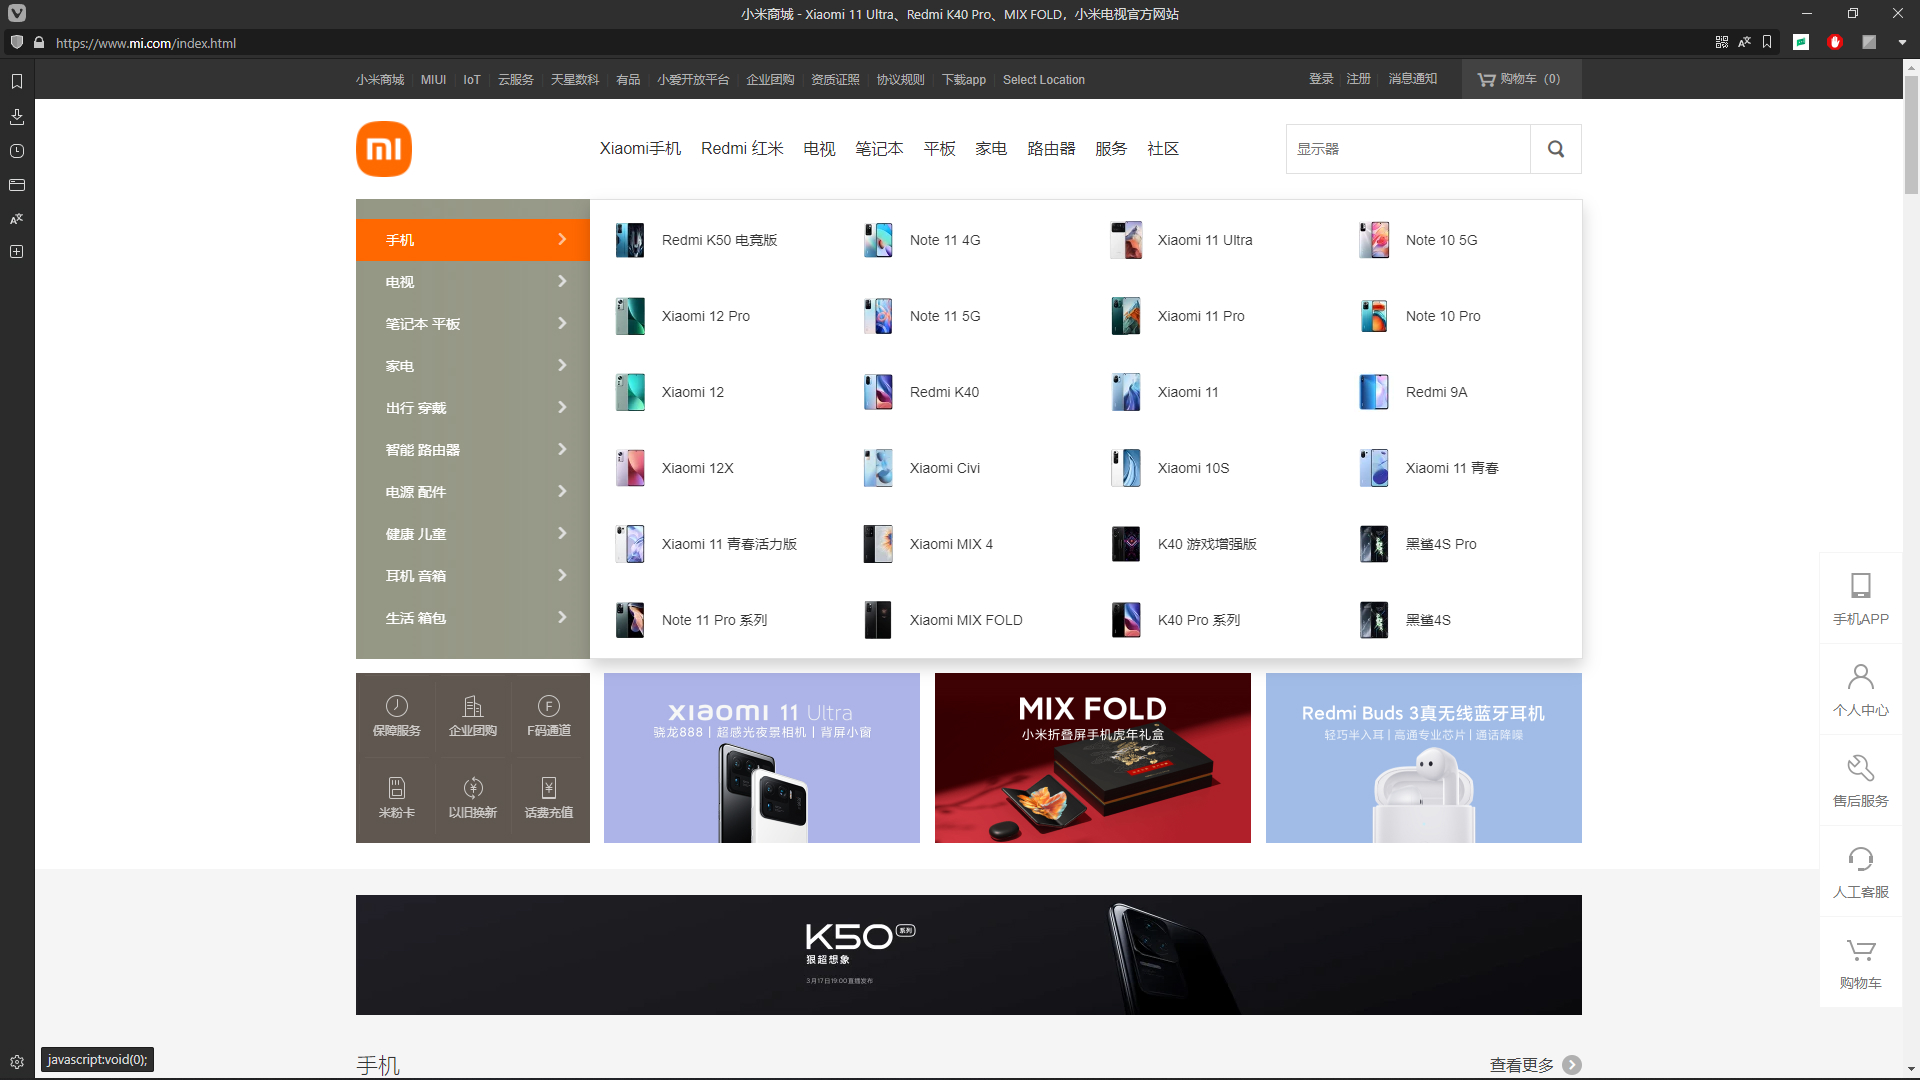 小米商城 - Xiaomi 11 Ultra、Redmi K40 Pro、MIX FOLD，小米电视官方网站
https://www.mi.com/index.html
小米商城 MIUI IoT 云服务 天星数科 有品 小爱开放平台 企业团购 资质证照 协议规则 下载app Select Location 登录 注册 消息通知 购物车（0）
mi Xiaomi手机 Redmi 红米 电视 笔记本 平板 家电 路由器 服务 社区 显示器
手机
电视
笔记本 平板
家电
出行 穿戴
智能 路由器
电源 配件
健康 儿童
耳机 音箱
生活 箱包
Redmi K50 电竞版 Note 11 4G Xiaomi 11 Ultra Note 10 5G
Xiaomi 12 Pro Note 11 5G Xiaomi 11 Pro Note 10 Pro
Xiaomi 12 Redmi K40 Xiaomi 11 Redmi 9A
Xiaomi 12X Xiaomi Civi Xiaomi 10S Xiaomi 11 青春
Xiaomi 11 青春活力版 Xiaomi MIX 4 K40 游戏增强版 黑鲨4S Pro
Note 11 Pro 系列 Xiaomi MIX FOLD K40 Pro 系列 黑鲨4S
保障服务 企业团购 F码通道
米粉卡 以旧换新 话费充值
xiaomi 11 Ultra
骁龙888 | 超感光夜景相机 | 背屏小窗
MIX FOLD
小米折叠屏手机虎年礼盒
Redmi Buds 3真无线蓝牙耳机
轻巧半入耳 | 高通专业芯片 | 通话降噪
手机APP
个人中心
售后服务
人工客服
购物车
K50 系列
狠超想象
3月17日19:00直播发布
手机 查看更多
javascript:void(0);